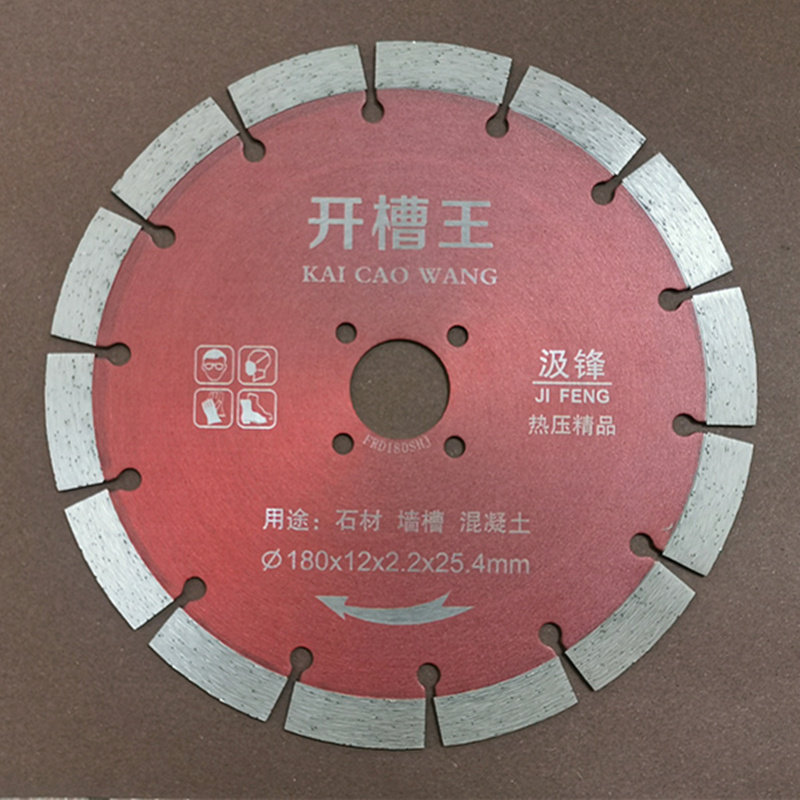 开槽王
KAI CAO WANG
汲锋
JI FENG
热压精品
FRD180SHJ
用途：石材 墙槽 混凝土
Ø180x12x2.2x25.4mm